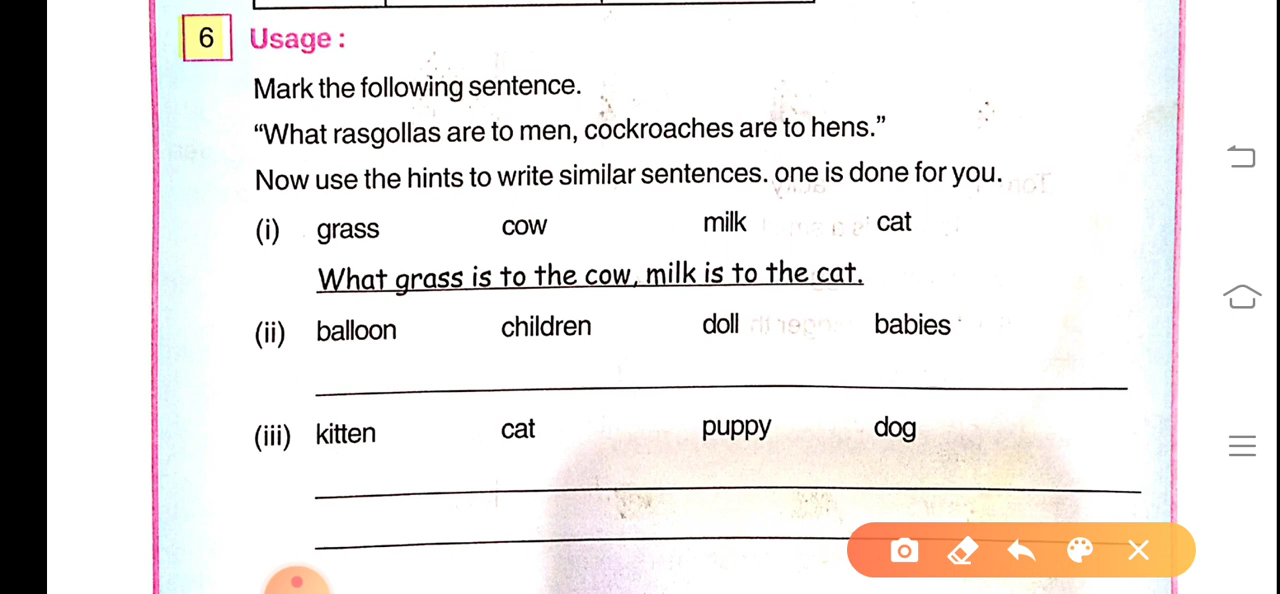 6 Usage :
Mark the following sentence.
“What rasgollas are to men, cockroaches are to hens.”
Now use the hints to write similar sentences. one is done for you.
(i) grass cow milk cat
What grass is to the cow, milk is to the cat.
(ii) balloon children doll babies
(iii) kitten cat puppy dog